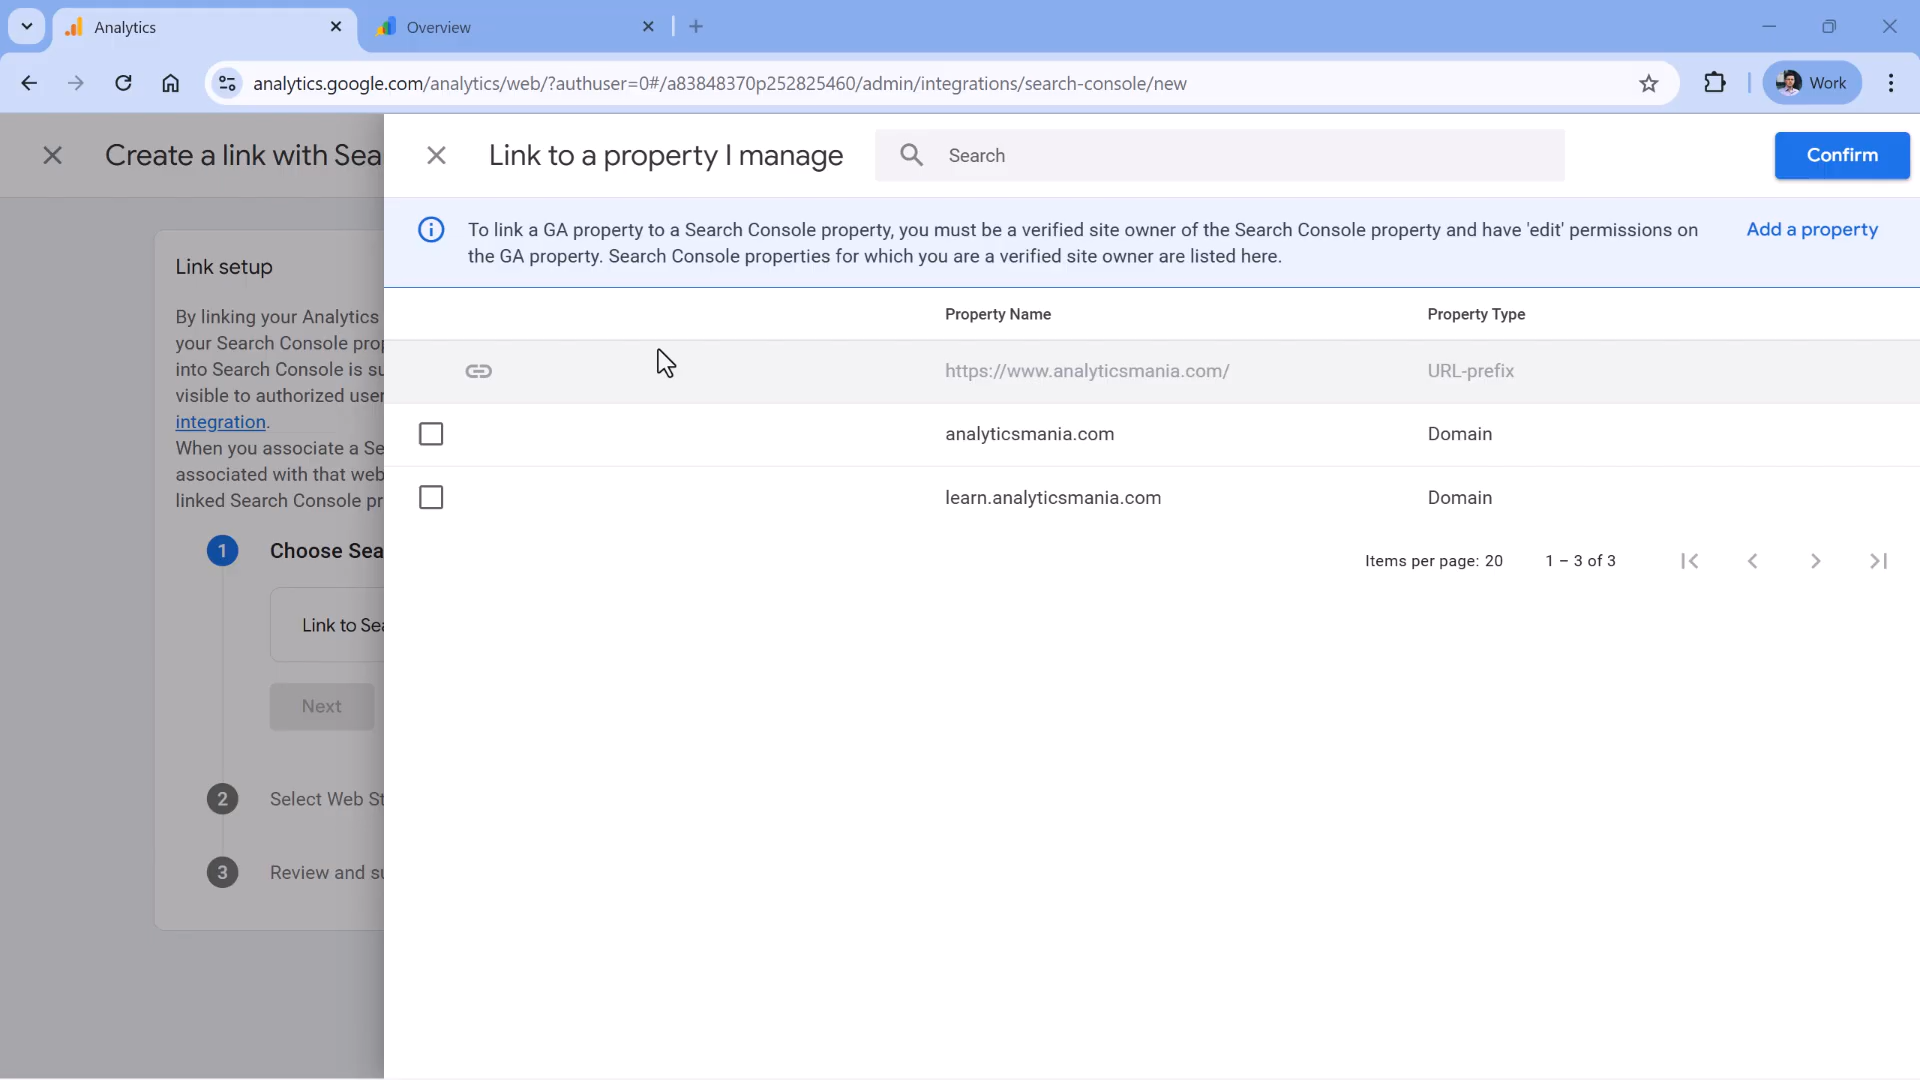 Analytics
Overview
analytics.google.com/analytics/web/?authuser=0#/a83848370p252825460/admin/integrations/search-console/new
Work
Create a link with Sea
Link to a property I manage
Search
Confirm
To link a GA property to a Search Console property, you must be a verified site owner of the Search Console property and have 'edit' permissions on
the GA property. Search Console properties for which you are a verified site owner are listed here.
Add a property
Link setup
By linking your Analytics
your Search Console prop
into Search Console is su
visible to authorized user
integration.
When you associate a Se
associated with that web
linked Search Console pr
1
Choose Sea
Link to Sea
Next
2
Select Web St
3
Review and su
Property Name
Property Type
https://www.analyticsmania.com/
URL-prefix
analyticsmania.com
Domain
learn.analyticsmania.com
Domain
Items per page: 20
1 – 3 of 3